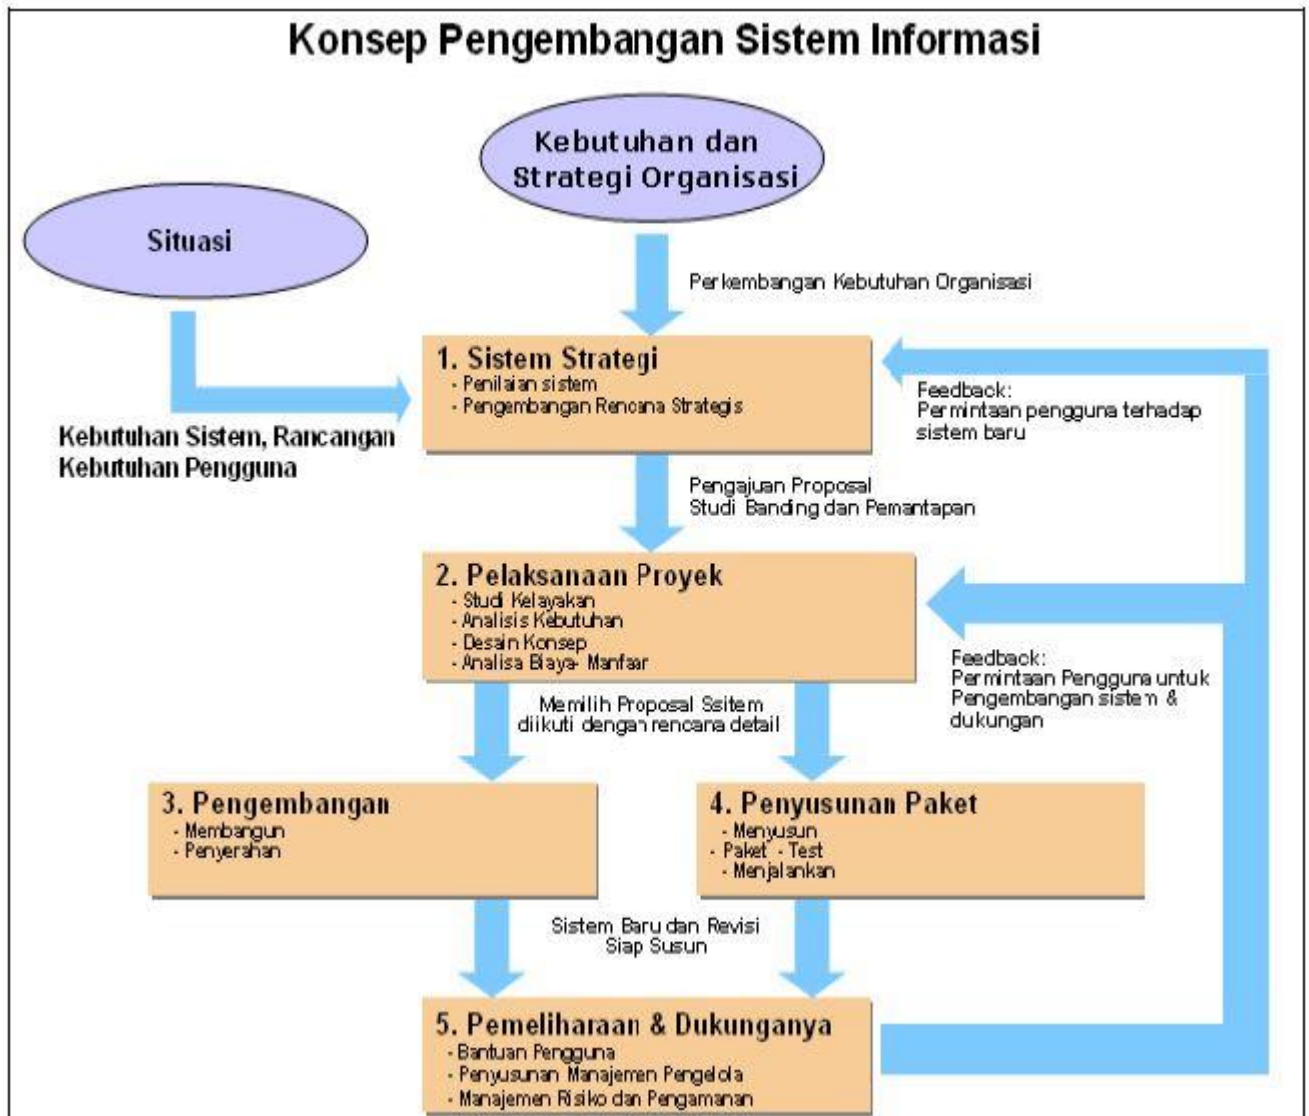 Konsep Pengembangan Sistem Informasi
Kebutuhan dan
Strategi Organisasi
Situasi
Perkembangan Kebutuhan Organisasi
1. Sistem Strategi
- Penilaian sistem
- Pengembangan Rencana Strategis
Feedback:
Permintaan pengguna terhadap
sistem baru
Kebutuhan Sistem, Rancangan
Kebutuhan Pengguna
Pengajuan Proposal
Studi Banding dan Pemantapan
2. Pelaksanaan Proyek
- Studi Kelayakan
- Analisis Kebutuhan
- Desain Konsep
- Analisa Biaya- Manfaar
Feedback:
Permintaan Pengguna untuk
Pengembangan sistem &
dukungan
Memilih Proposal Ssitem
diikuti dengan rencana detail
3. Pengembangan
- Membangun
- Penyerahan
4. Penyusunan Paket
- Menyusun
- Paket - Test
- Menjalankan
Sistem Baru dan Revisi
Siap Susun
5. Pemeliharaan & Dukunganya
- Bantuan Pengguna
- Penyusunan Manajemen Pengelola
- Manajemen Risiko dan Pengamanan